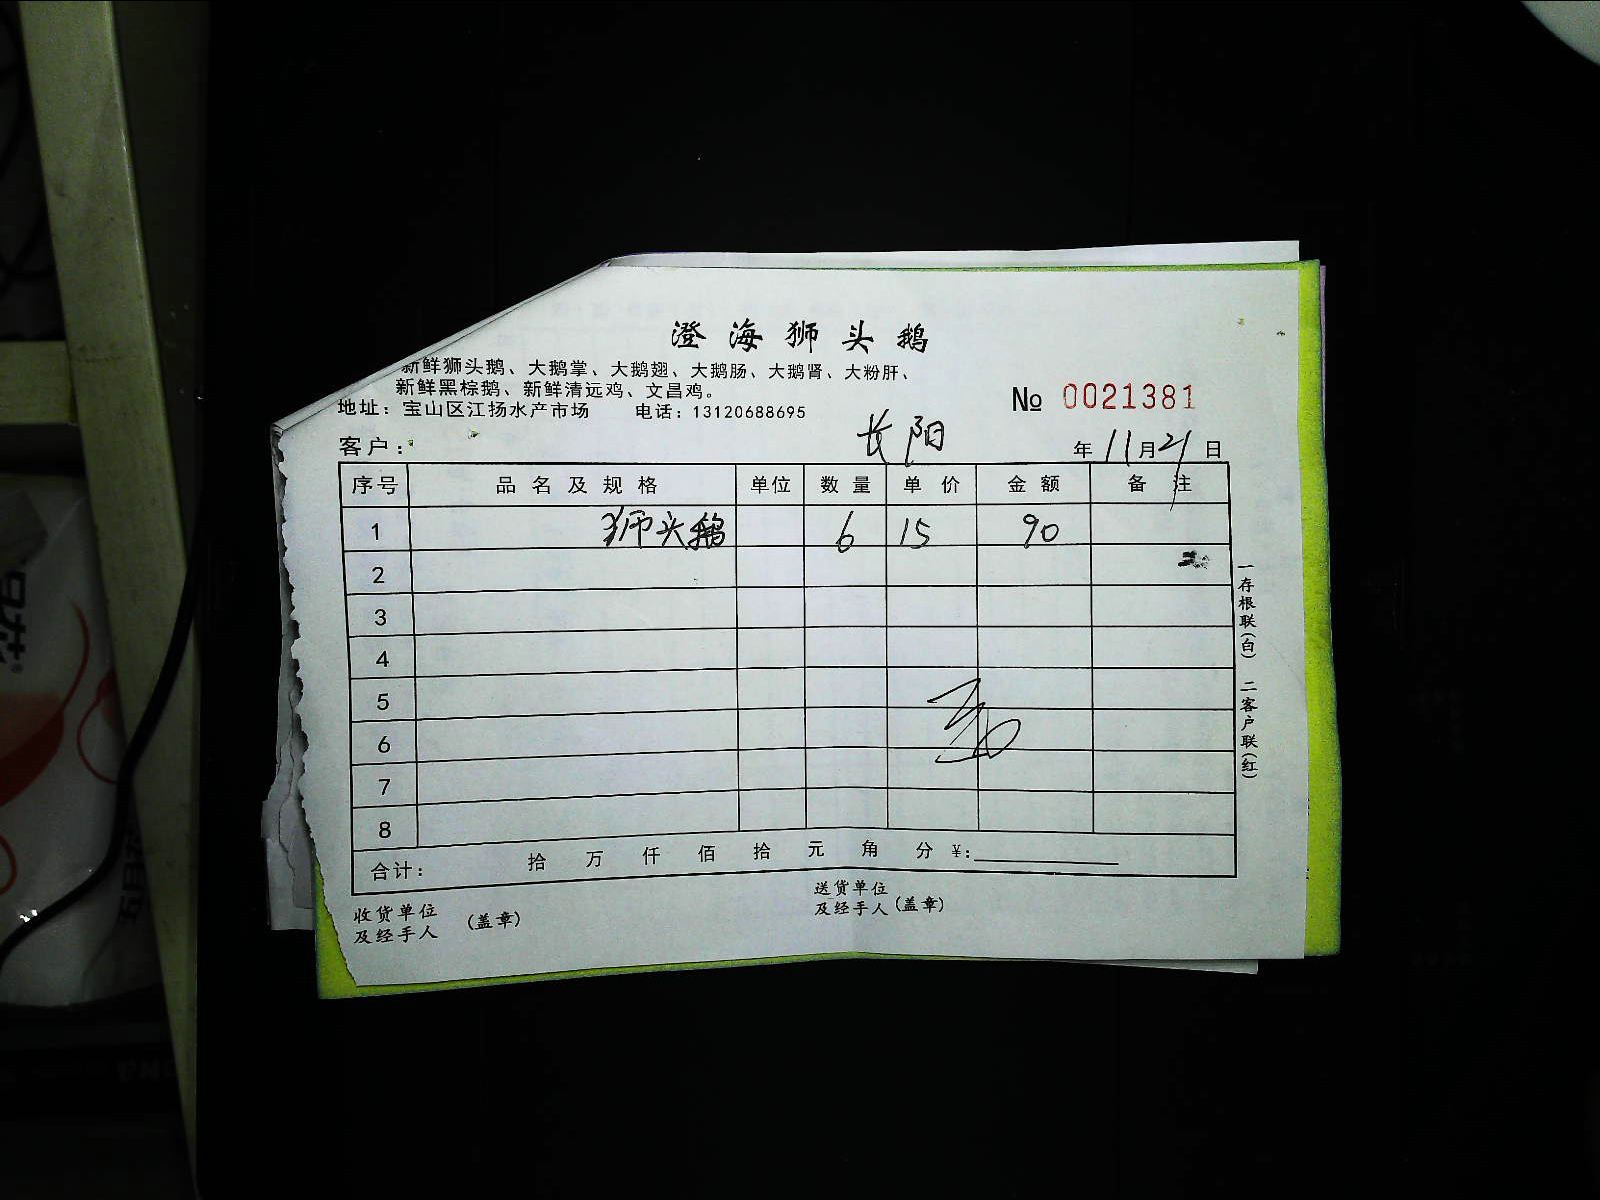 澄海狮头鹅
新鲜狮头鹅、大鹅掌、大鹅翅、大鹅肠、大鹅肾、大粉肝、
新鲜黑棕鹅、新鲜清远鸡、文昌鸡。
地址：宝山区江扬水产市场 电话：13120688695
№ 0021381
客户： 长阳 年 11月21日
序号 品名及规格 单位 数量 单价 金额 备注
1 狮头鹅 6 15 90
2
3
4
5
6
7
8
合计： 拾 万 仟 佰 拾 元 角 分 ¥：
收货单位
及经手人 （盖章）
送货单位
及经手人（盖章）
一存根联（白） 二客户联（红）